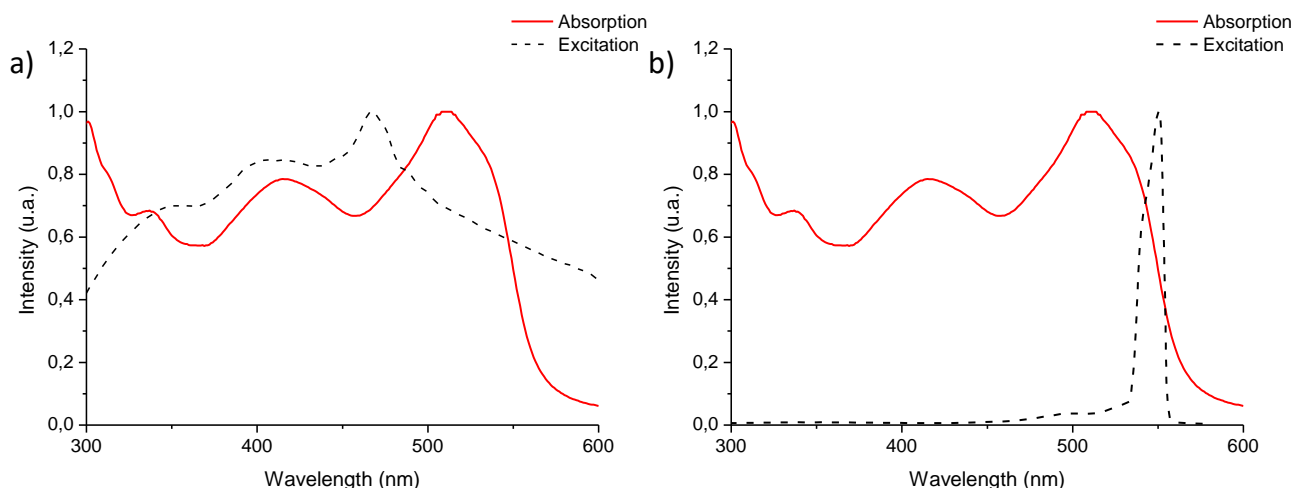 a)
Absorption
Excitation
1,2
1,0
0,8
0,6
0,4
0,2
0,0
Intensity (u.a.)
300
400
500
600
Wavelength (nm)
b)
Absorption
Excitation
1,2
1,0
0,8
0,6
0,4
0,2
0,0
Intensity (u.a.)
300
400
500
600
Wavelength (nm)